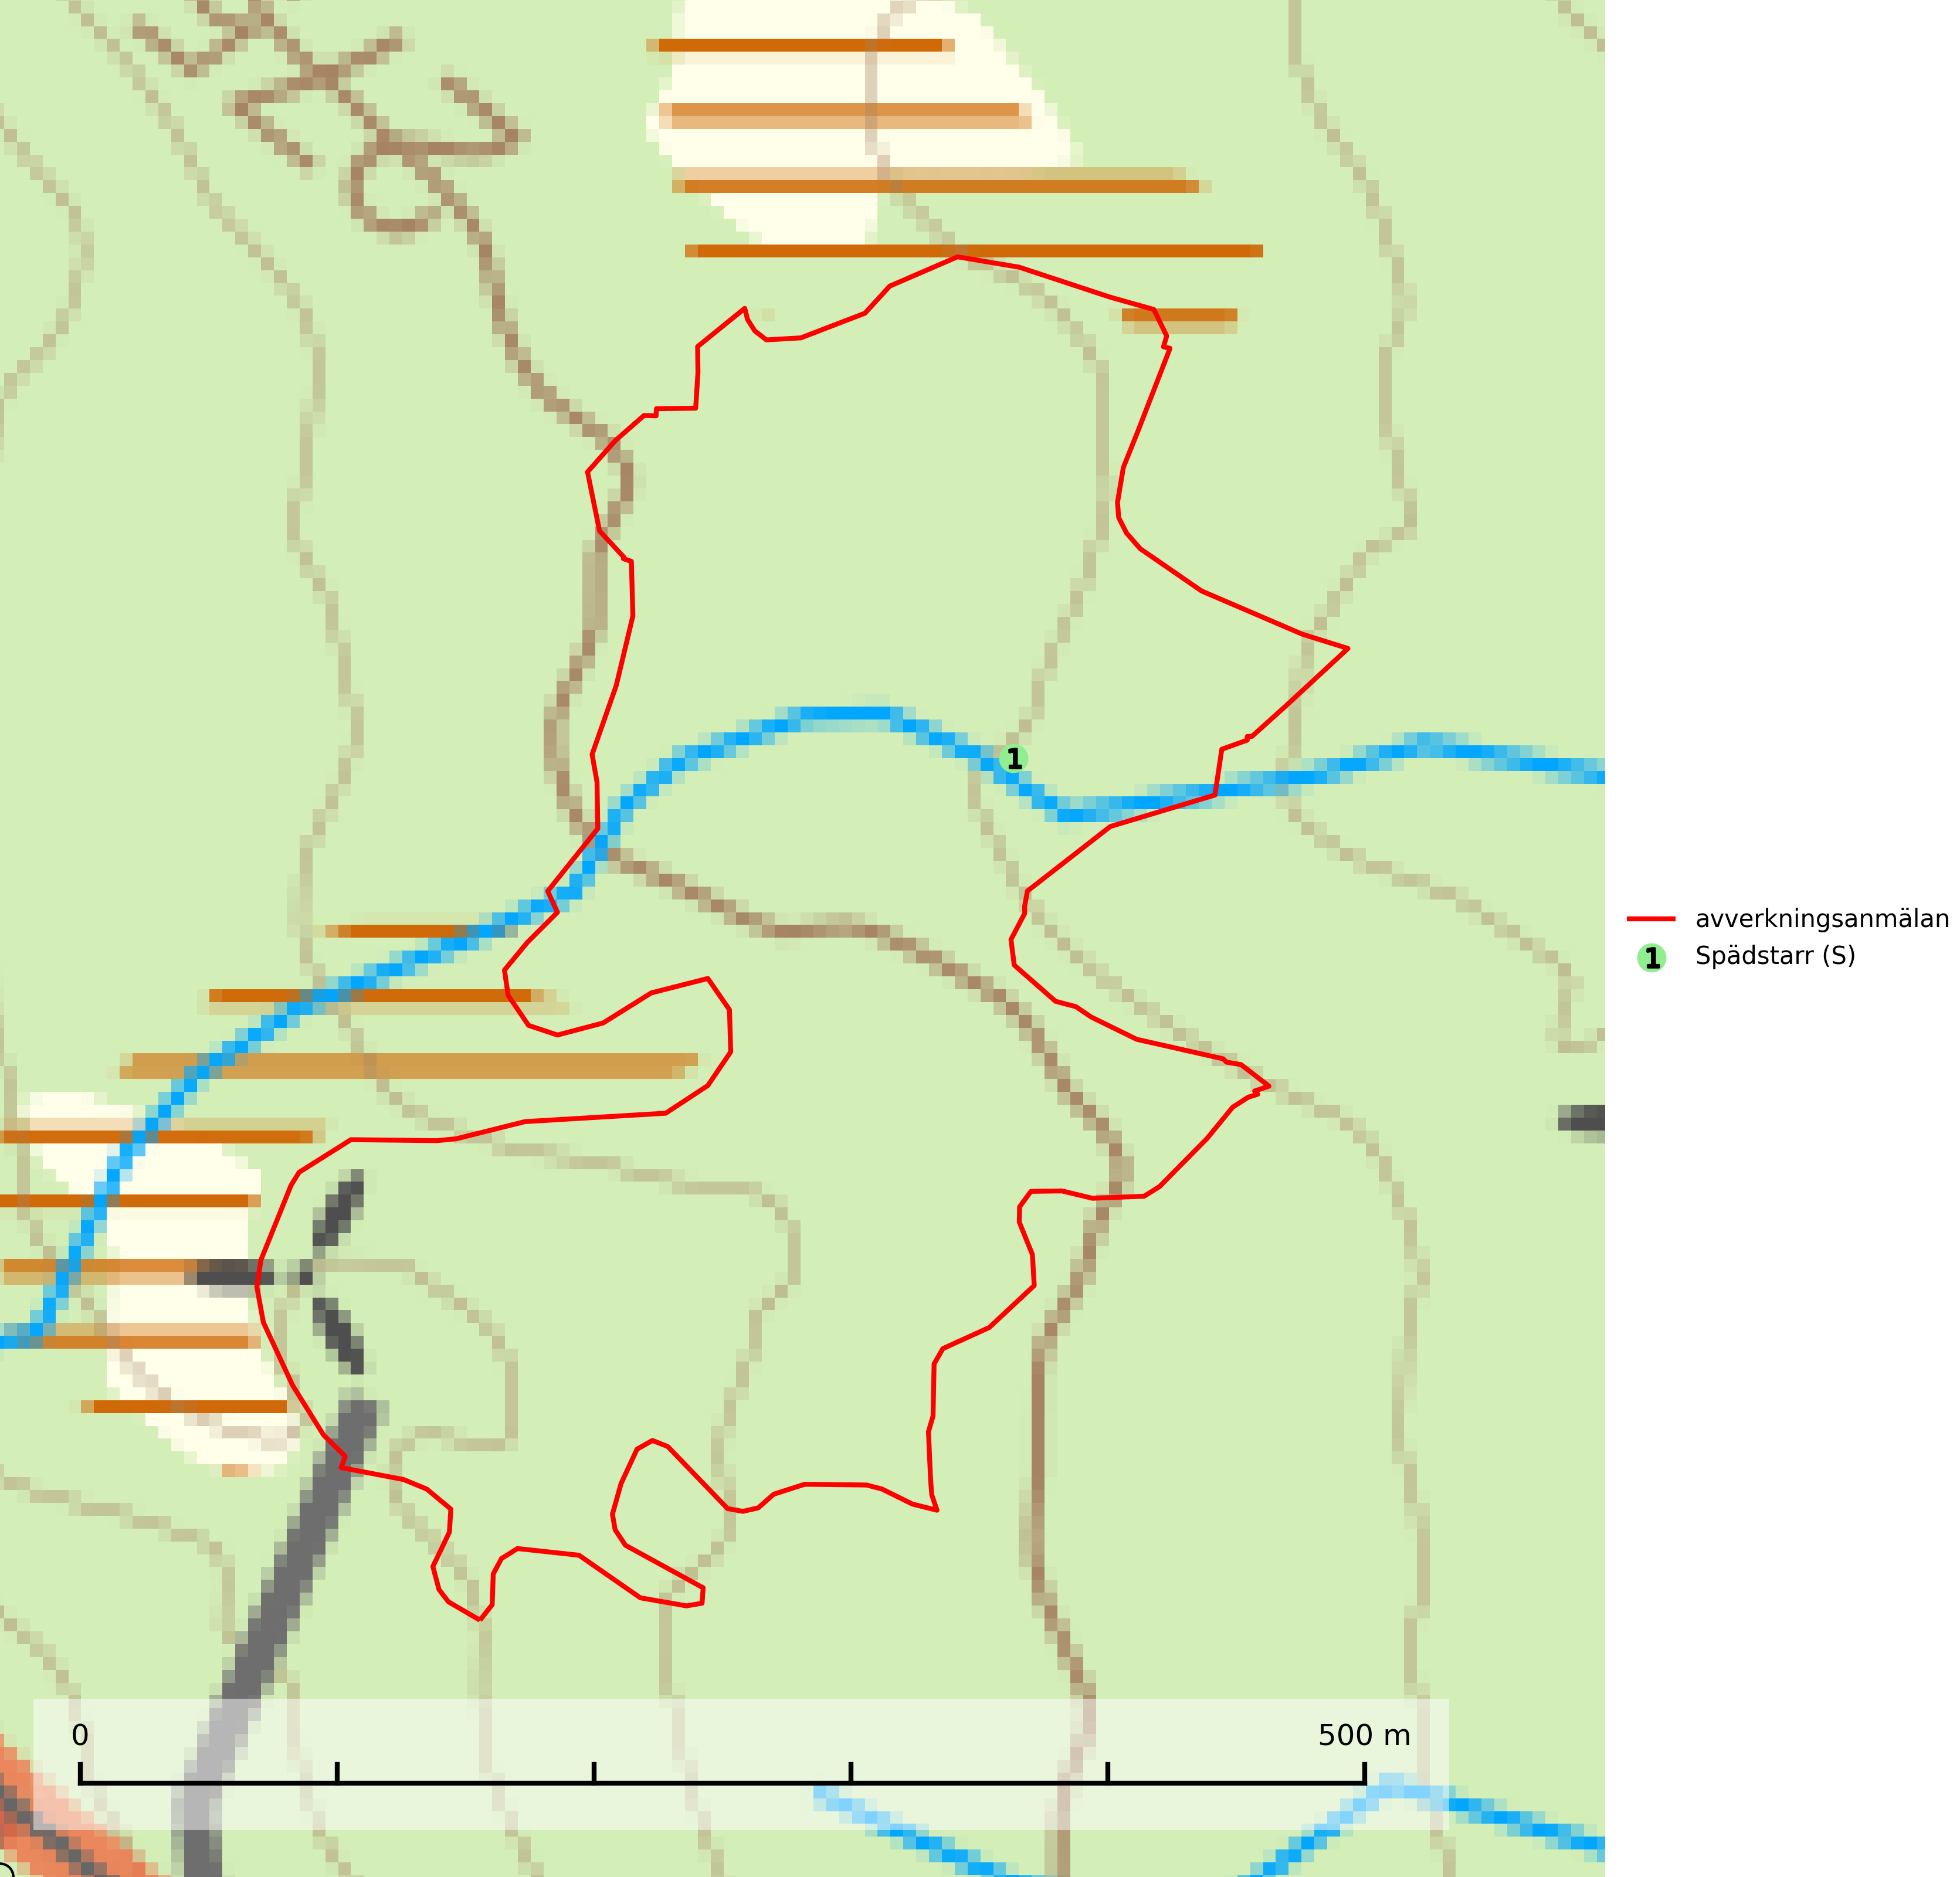 1
avverkningsanmälan
1 Spädstarr (S)
0 500 m